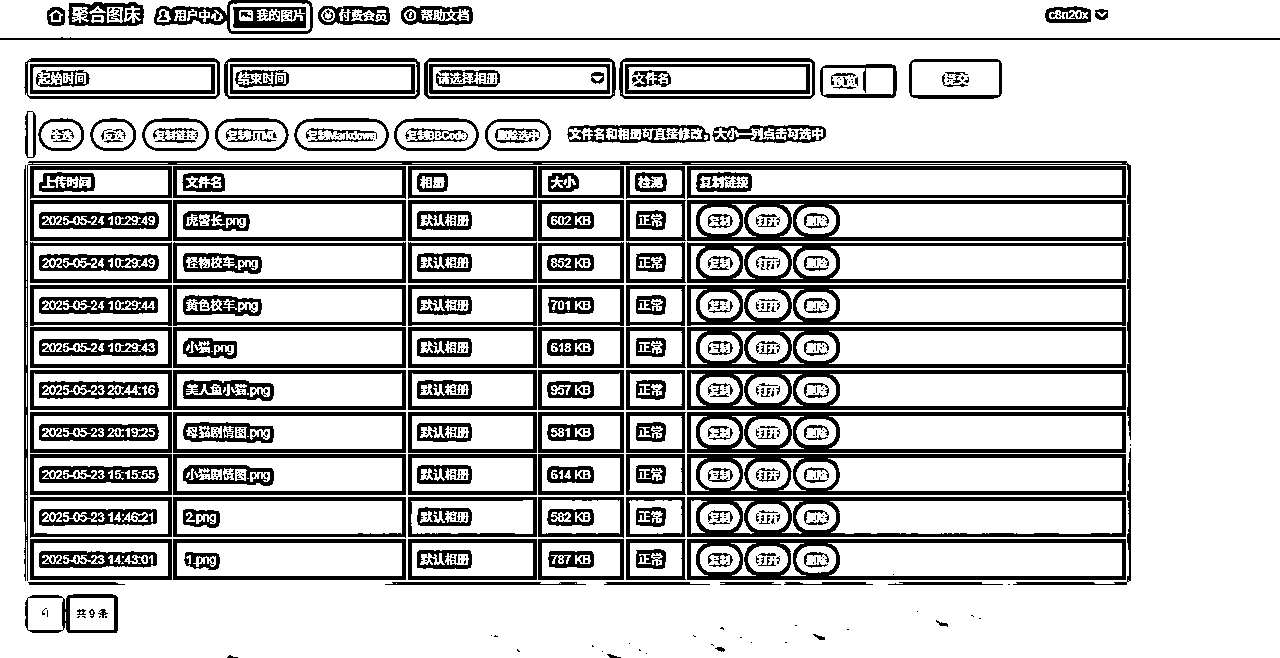 聚合图床 用户中心 我的图片 付费会员 帮助文档 c8n20x
起始时间 结束时间 请选择相册 文件名 预览 提交
全选 反选 复制链接 复制HTML 复制Markdown 复制BBCode 删除选中 文件名和相册可直接修改，大小一列点击勾选中
上传时间 文件名 相册 大小 检测 复制链接
2025-05-24 10:29:49 虎警长.png 默认相册 602 KB 正常 复制 打开 删除
2025-05-24 10:29:49 怪物校车.png 默认相册 852 KB 正常 复制 打开 删除
2025-05-24 10:29:44 黄色校车.png 默认相册 701 KB 正常 复制 打开 删除
2025-05-24 10:29:43 小猫.png 默认相册 618 KB 正常 复制 打开 删除
2025-05-23 20:44:16 美人鱼小猫.png 默认相册 957 KB 正常 复制 打开 删除
2025-05-23 20:19:25 母猫剧情图.png 默认相册 581 KB 正常 复制 打开 删除
2025-05-23 15:15:55 小猫剧情图.png 默认相册 614 KB 正常 复制 打开 删除
2025-05-23 14:46:21 2.png 默认相册 582 KB 正常 复制 打开 删除
2025-05-23 14:43:01 1.png 默认相册 787 KB 正常 复制 打开 删除
共 9 条